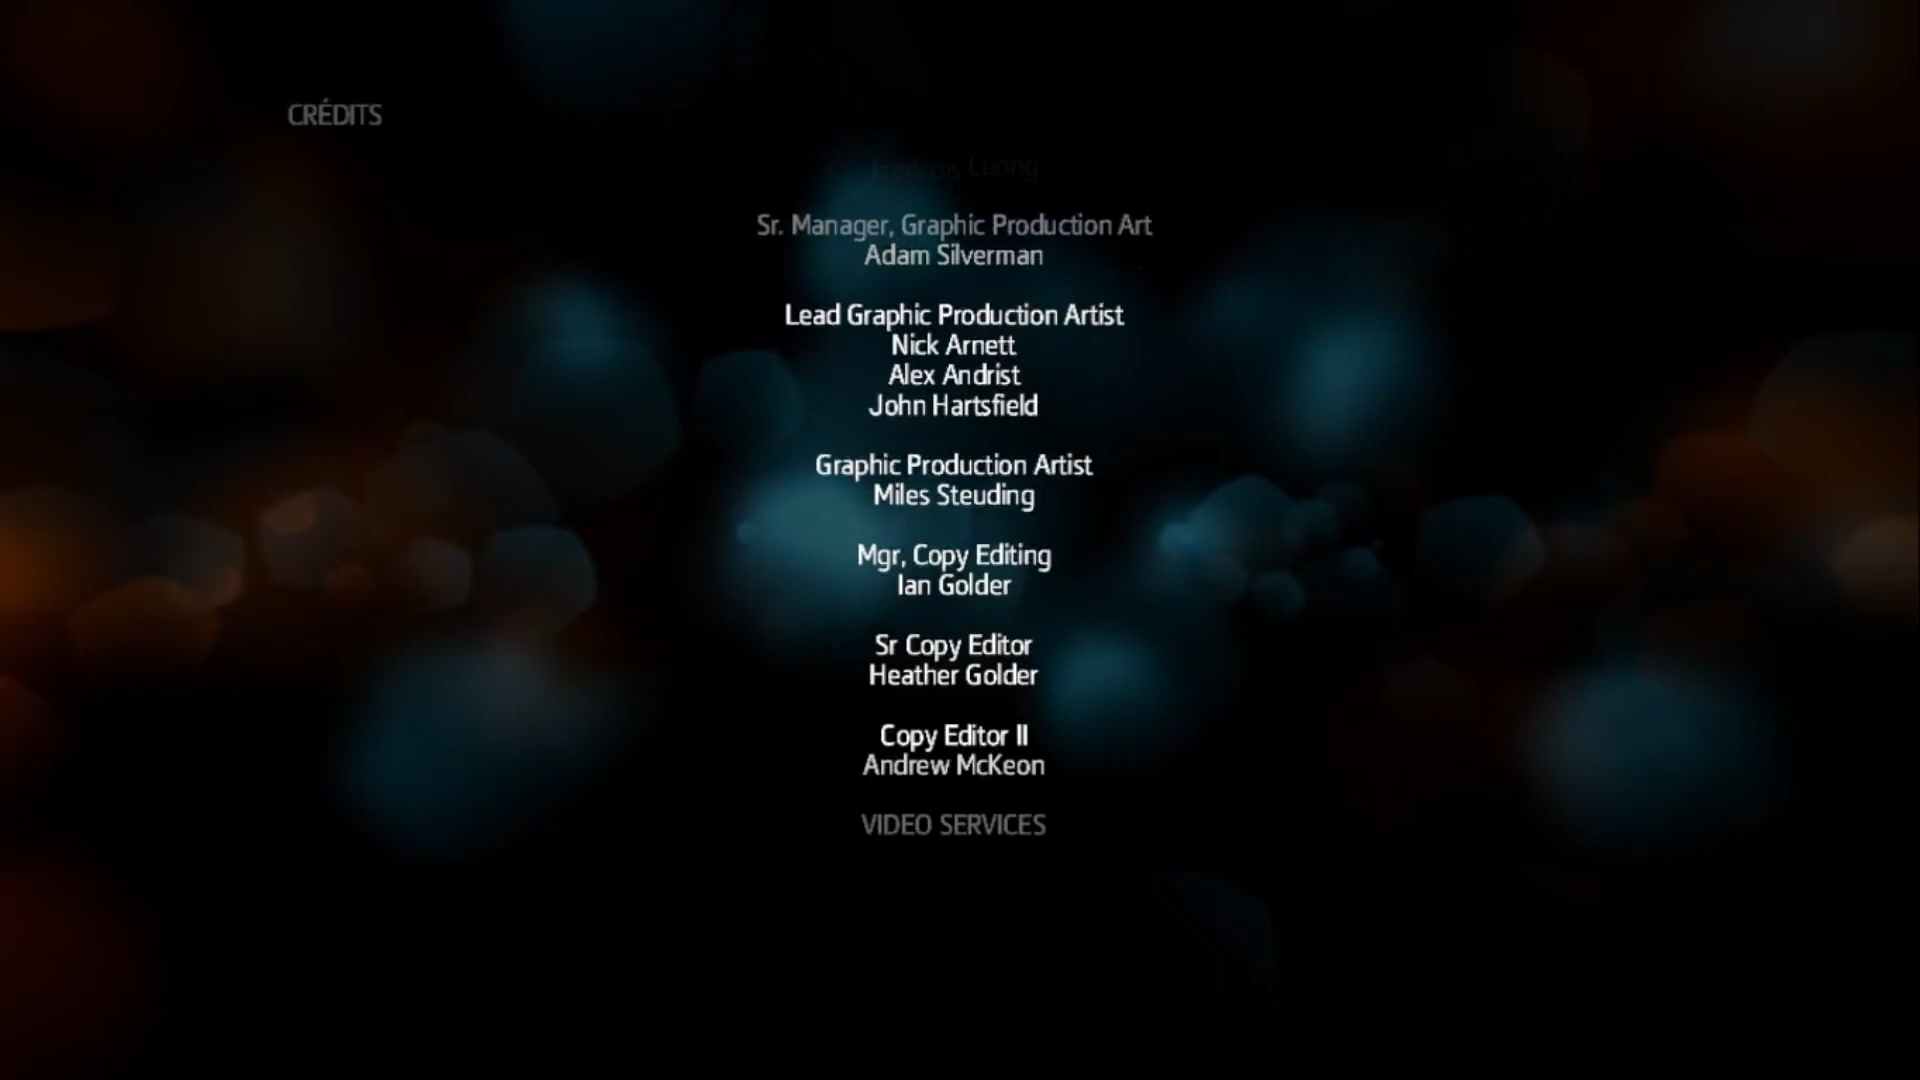 CRÉDITS
Francois Luong
Sr. Manager, Graphic Production Art
Adam Silverman
Lead Graphic Production Artist
Nick Arnett
Alex Andrist
John Hartsfield
Graphic Production Artist
Miles Steuding
Mgr, Copy Editing
Ian Golder
Sr Copy Editor
Heather Golder
Copy Editor II
Andrew McKeon
VIDEO SERVICES